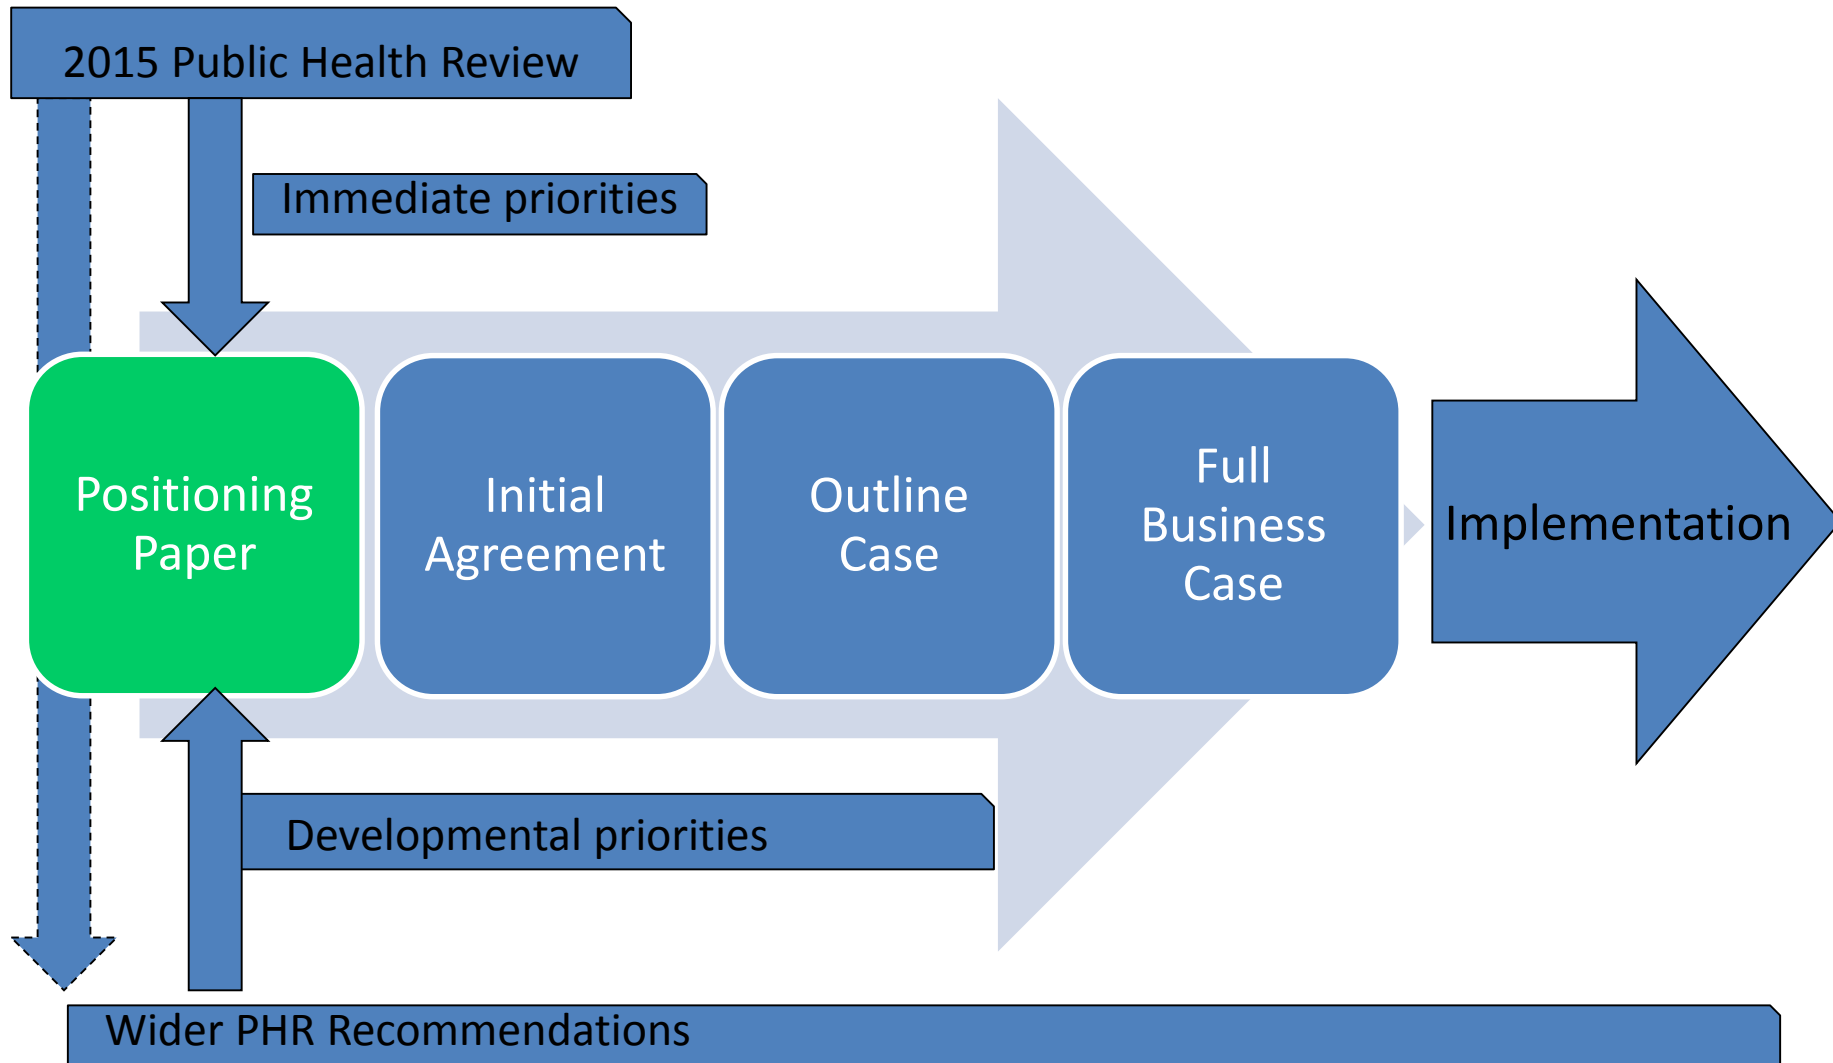 2015 Public Health Review
Immediate priorities
Positioning
Paper
Initial
Agreement
Outline
Case
Full
Business
Case
Implementation
Developmental priorities
Wider PHR Recommendations